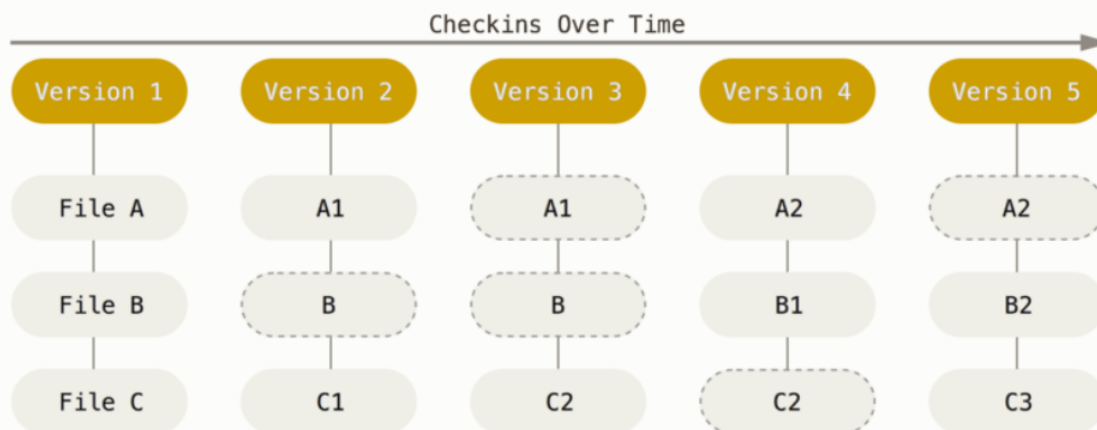 Checkins Over Time
Version 1 Version 2 Version 3 Version 4 Version 5
File A A1 A1 A2 A2
File B B B B1 B2
File C C1 C2 C2 C3